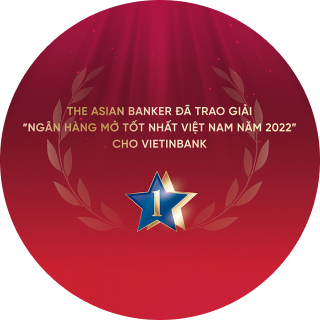 THE ASIAN BANKER ĐÃ TRAO GIẢI
“NGÂN HÀNG MỞ TỐT NHẤT VIỆT NAM NĂM 2022”
CHO VIETINBANK
1